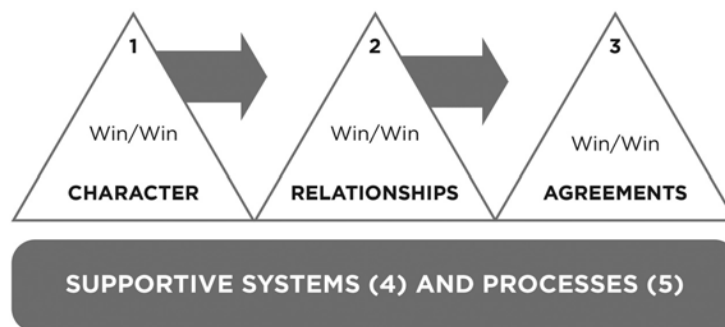 1
2
3
Win/Win
Win/Win
Win/Win
CHARACTER
RELATIONSHIPS
AGREEMENTS
SUPPORTIVE SYSTEMS (4) AND PROCESSES (5)